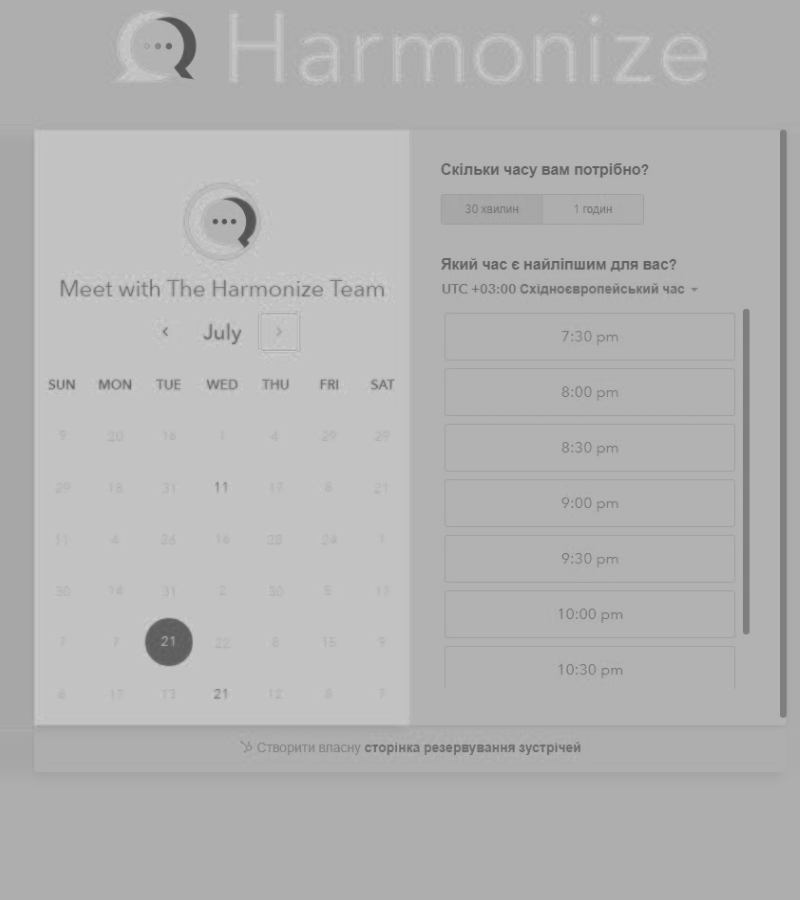 Harmonize
Meet with The Harmonize Team
July
SUN MON TUE WED THU FRI SAT
9 20 16 1 4 29 29
29 18 31 11 17 8 21
11 4 26 16 28 24 1
30 14 31 2 30 5
7 7 21 22 8 15 9
6 17 13 21 12 8 7
Скільки часу вам потрібно?
30 хвилин 1 годин
Який час є найліпшим для вас?
UTC +03:00 Східноєвропейський час
7:30 pm
8:00 pm
8:30 pm
9:00 pm
9:30 pm
10:00 pm
10:30 pm
Створити власну сторінка резервування зустрічей